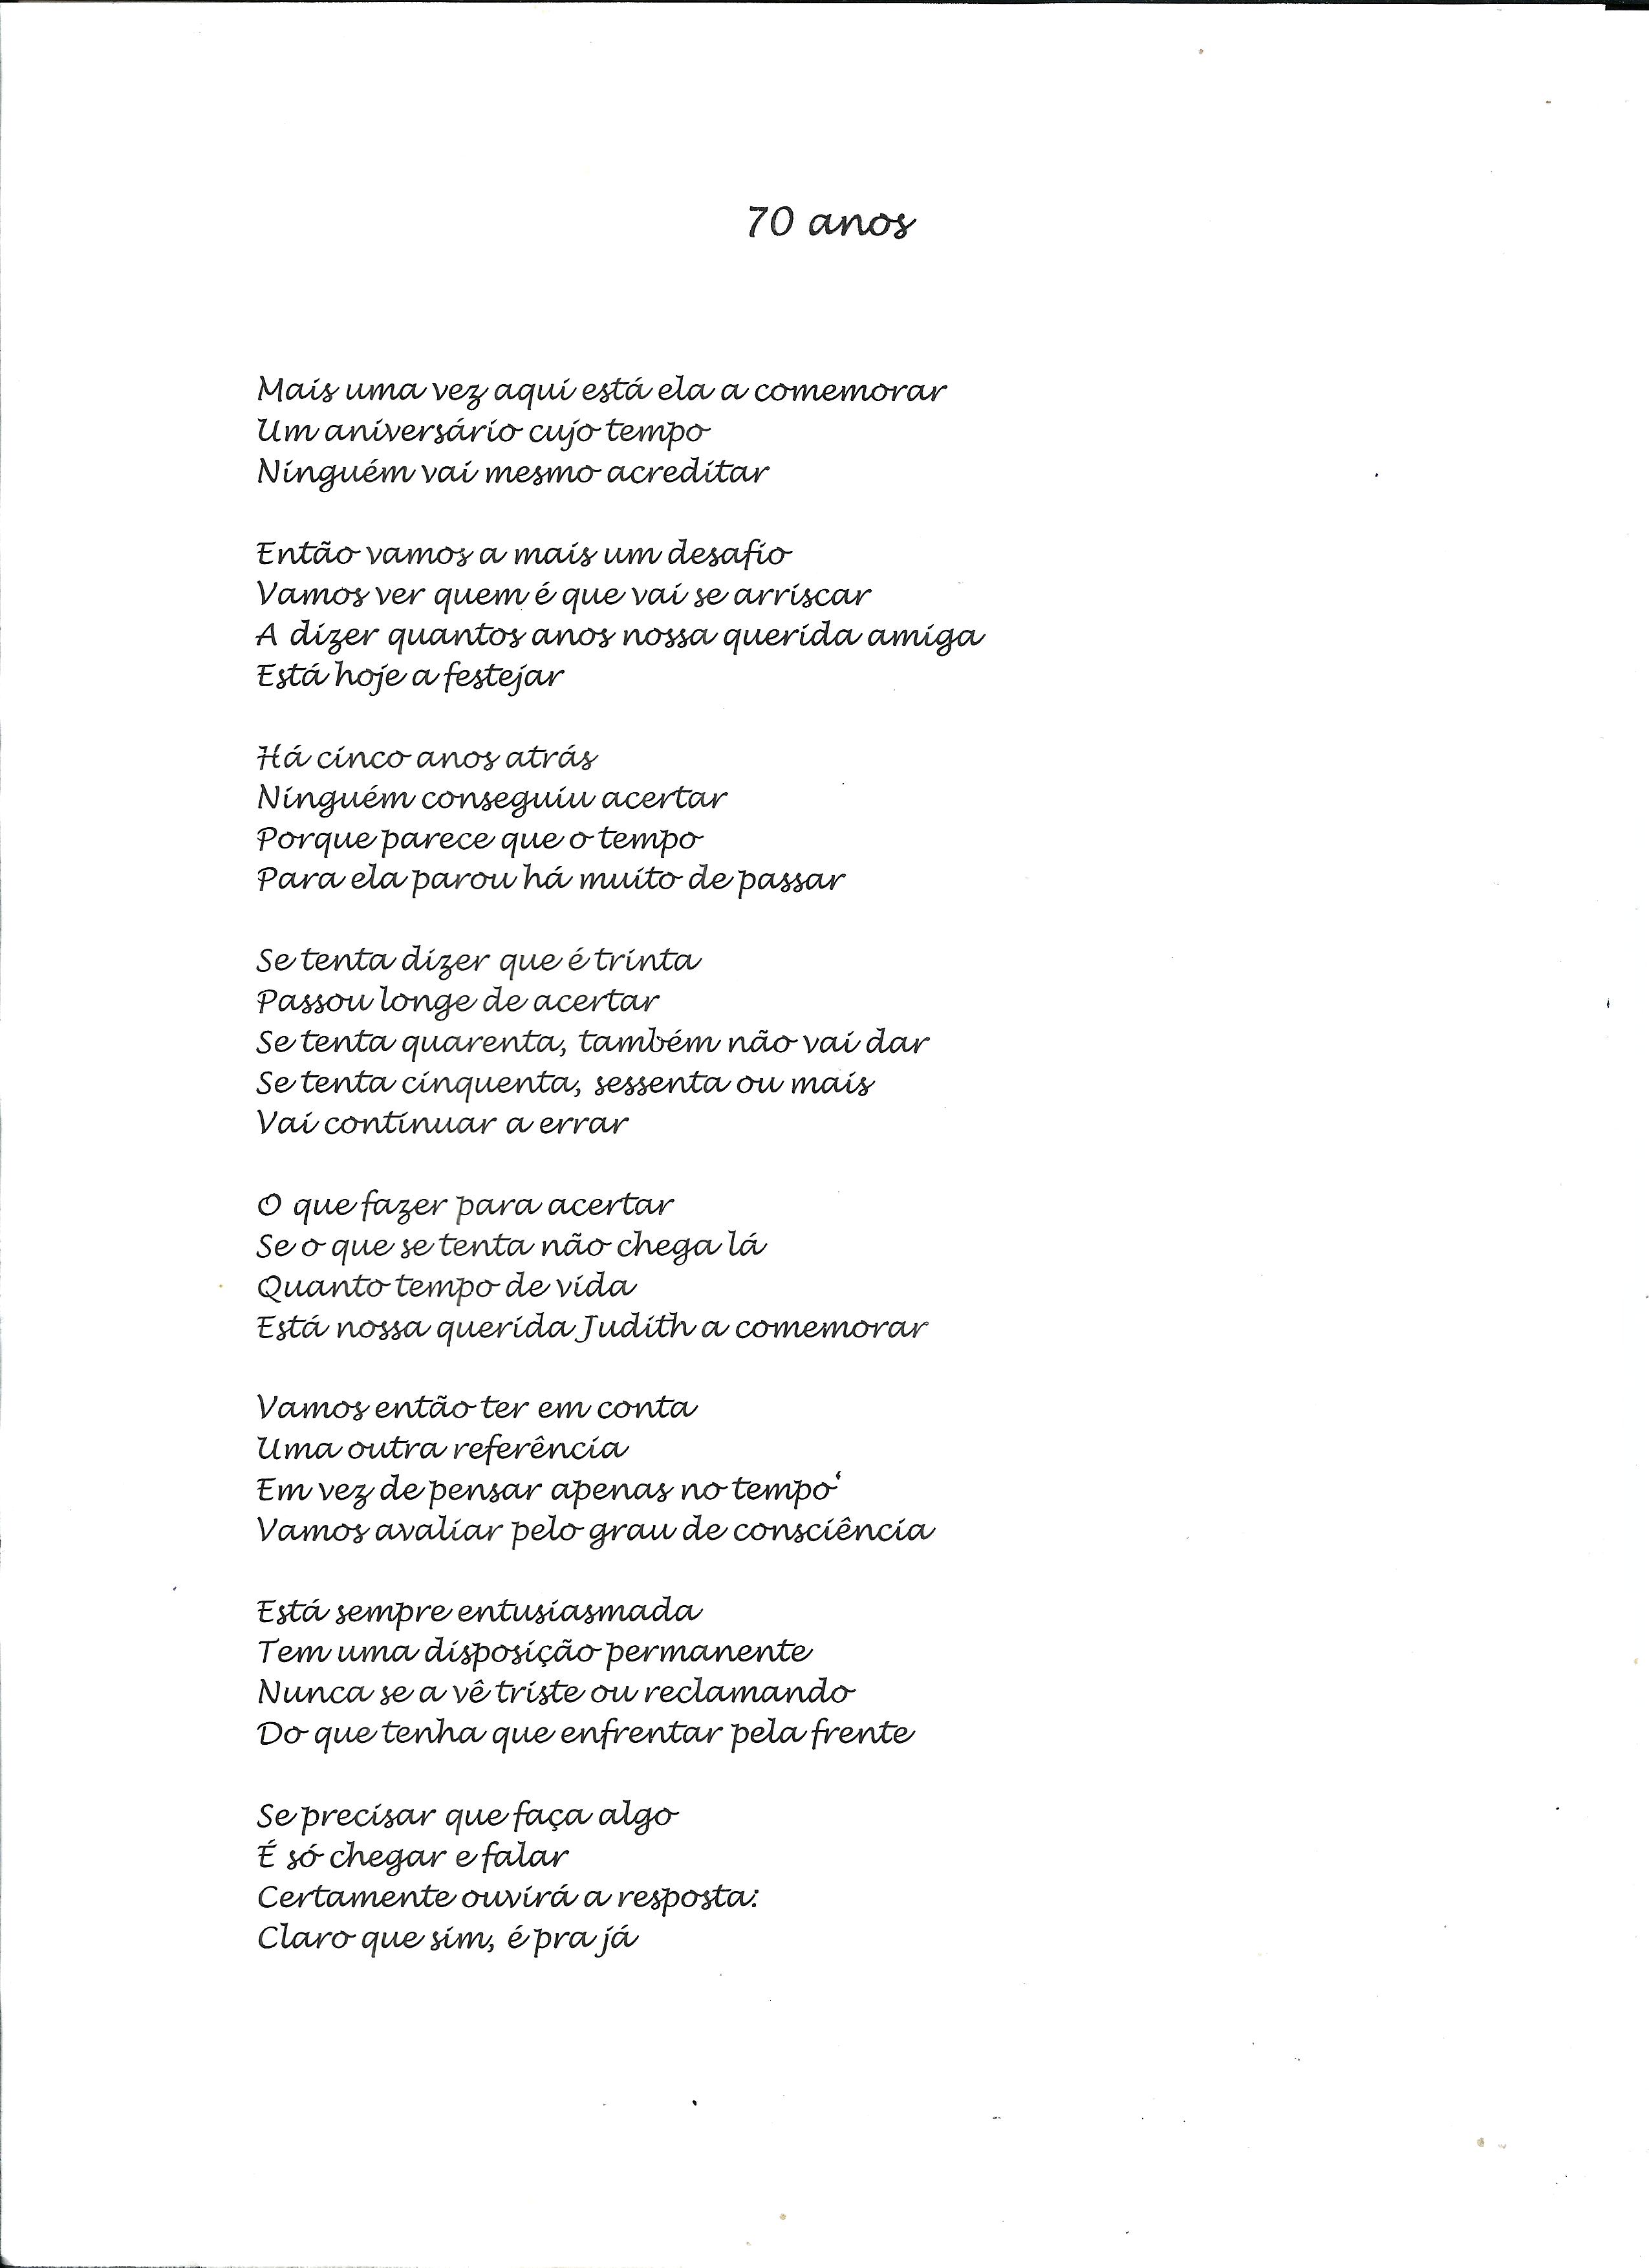 70 anos
Mais uma vez aqui está ela a comemorar
Um aniversário cujo tempo
Ninguém vai mesmo acreditar
Então vamos a mais um desafio
Vamos ver quem é que vai se arriscar
A dizer quantos anos nossa querida amiga
Está hoje a festejar
Há cinco anos atrás
Ninguém conseguiu acertar
Porque parece que o tempo
Para ela parou há muito de passar
Se tenta dizer que é trinta
Passou longe de acertar
Se tenta quarenta, também não vai dar
Se tenta cinquenta, sessenta ou mais
Vai continuar a errar
O que fazer para acertar
Se o que se tenta não chega lá
Quanto tempo de vida
Está nossa querida Judith a comemorar
Vamos então ter em conta
Uma outra referência
Em vez de pensar apenas no tempo
Vamos avaliar pelo grau de consciência
Está sempre entusiasmada
Tem uma disposição permanente
Nunca se a vê triste ou reclamando
Do que tenha que enfrentar pela frente
Se precisar que faça algo
É só chegar e falar
Certamente ouvirá a resposta:
Claro que sim, é pra já